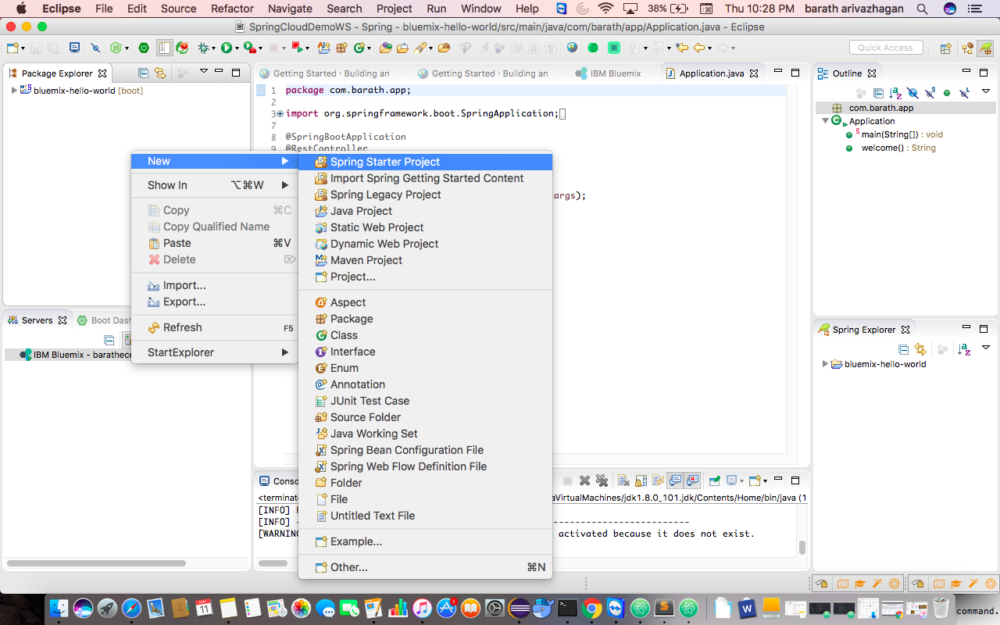 Eclipse File Edit Source Refactor Navigate Search Project Run Window Help 38% Thu 10:28 PM barath arivazhagan
SpringCloudDemoWS - Spring - bluemix-hello-world/src/main/java/com/barath/app/Application.java - Eclipse
Quick Access
Package Explorer
bluemix-hello-world [boot]
Getting Started · Building an Getting Started · Building an IBM Bluemix Application.java
1 package com.barath.app;
2
3 import org.springframework.boot.SpringApplication;
7
8 @SpringBootApplication
9 @RestController
args);
Outline
com.barath.app
Application
main(String[]) : void
welcome() : String
New
Show In ⌥⌘W
Copy ⌘C
Copy Qualified Name
Paste ⌘V
Delete ⌦
Import...
Export...
Refresh F5
StartExplorer
Spring Starter Project
Import Spring Getting Started Content
Spring Legacy Project
Java Project
Static Web Project
Dynamic Web Project
Maven Project
Project...
Aspect
Package
Class
Interface
Enum
Annotation
JUnit Test Case
Source Folder
Java Working Set
Spring Bean Configuration File
Spring Web Flow Definition File
Folder
File
Untitled Text File
Example...
Other... ⌘N
Servers Boot Das
IBM Bluemix - barathece
Spring Explorer
bluemix-hello-world
Conso
<terminate aVirtualMachines/jdk1.8.0_101.jdk/Contents/Home/bin/java (1
[INFO] F
[INFO] - -------------------------
[WARNING activated because it does not exist.
command.